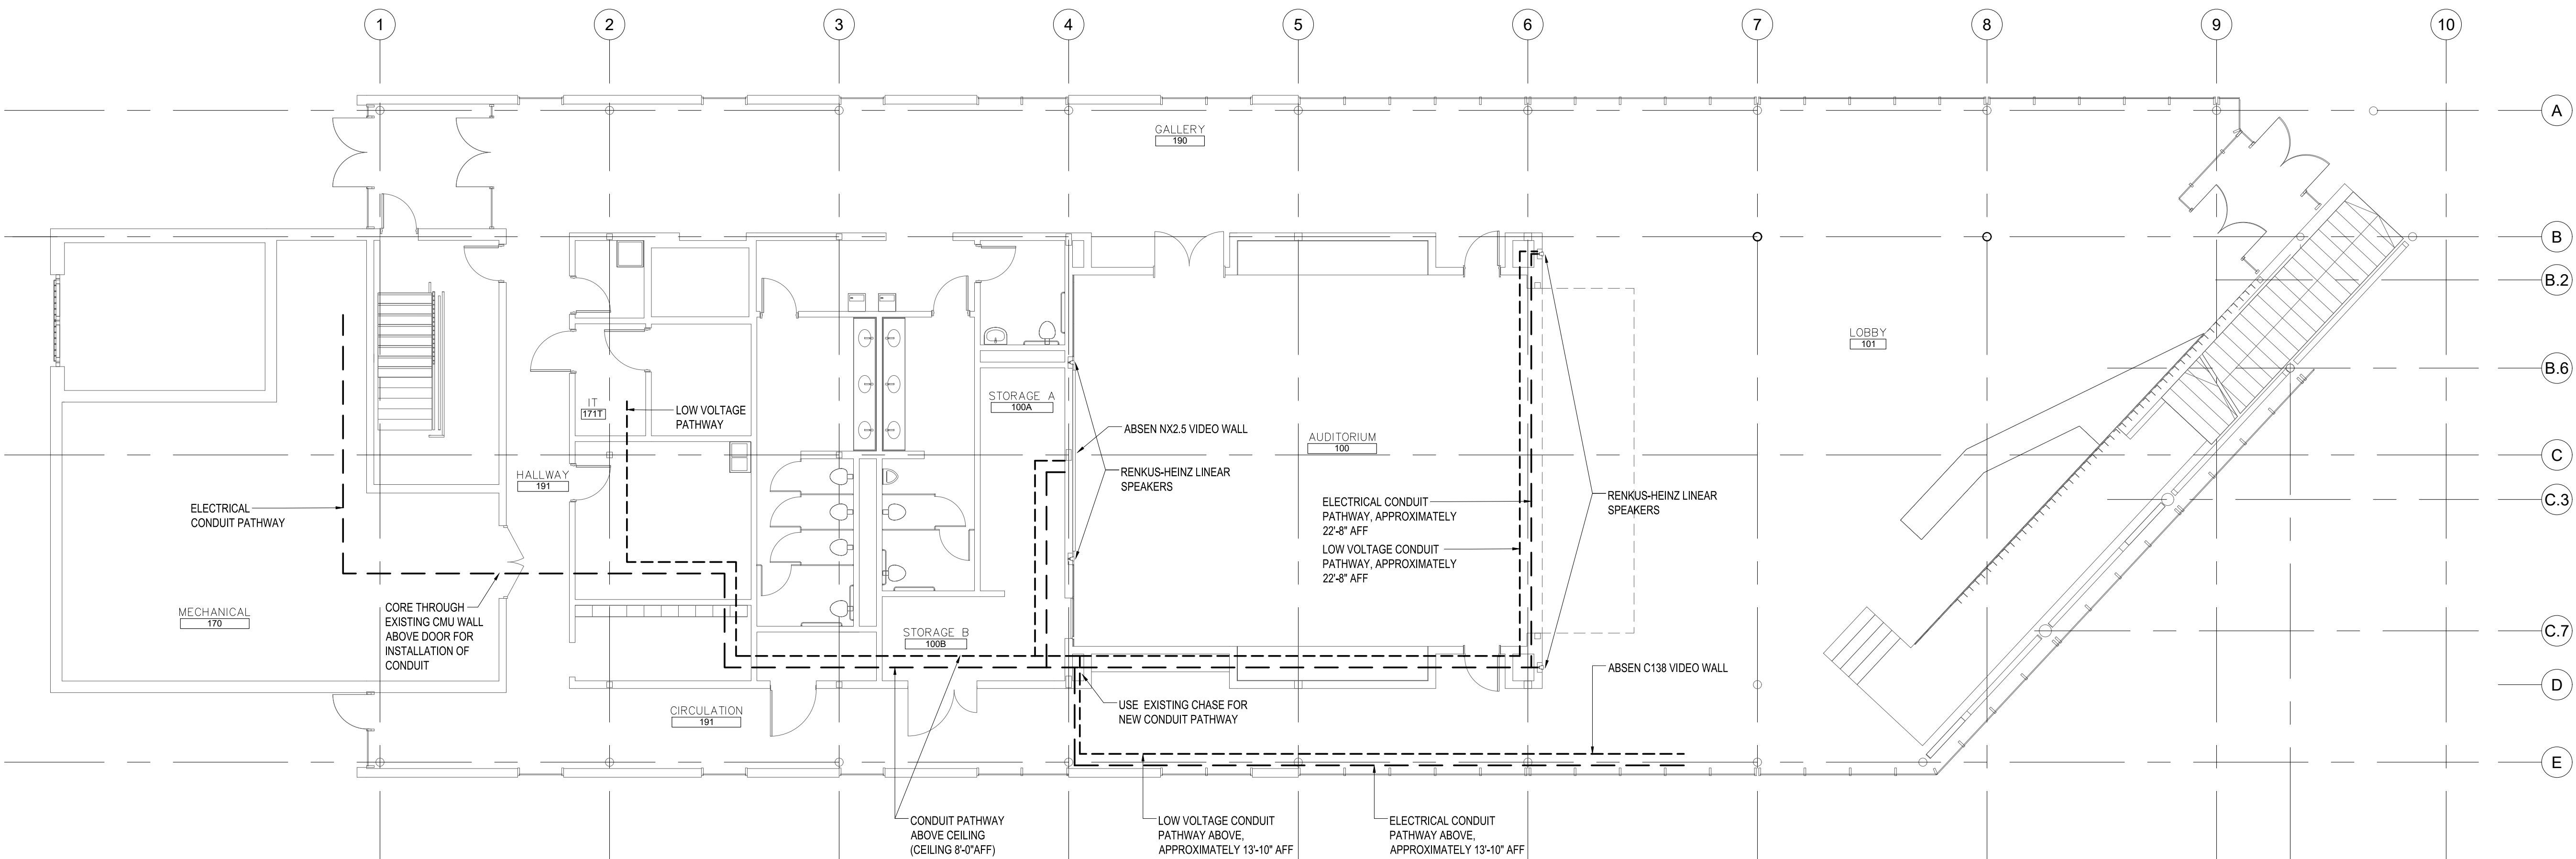 1
2
3
4
5
6
7
8
9
10
A
B
B.2
B.6
C
C.3
C.7
D
E
GALLERY
190
LOBBY
101
IT
171T
LOW VOLTAGE
PATHWAY
STORAGE A
100A
ABSEN NX2.5 VIDEO WALL
AUDITORIUM
100
HALLWAY
191
RENKUS-HEINZ LINEAR
SPEAKERS
ELECTRICAL
CONDUIT PATHWAY
ELECTRICAL CONDUIT
PATHWAY, APPROXIMATELY
22'-8" AFF
LOW VOLTAGE CONDUIT
PATHWAY, APPROXIMATELY
22'-8" AFF
RENKUS-HEINZ LINEAR
SPEAKERS
MECHANICAL
170
CORE THROUGH
EXISTING CMU WALL
ABOVE DOOR FOR
INSTALLATION OF
CONDUIT
STORAGE B
100B
ABSEN C138 VIDEO WALL
CIRCULATION
191
USE EXISTING CHASE FOR
NEW CONDUIT PATHWAY
CONDUIT PATHWAY
ABOVE CEILING
(CEILING 8'-0"AFF)
LOW VOLTAGE CONDUIT
PATHWAY ABOVE,
APPROXIMATELY 13'-10" AFF
ELECTRICAL CONDUIT
PATHWAY ABOVE,
APPROXIMATELY 13'-10" AFF